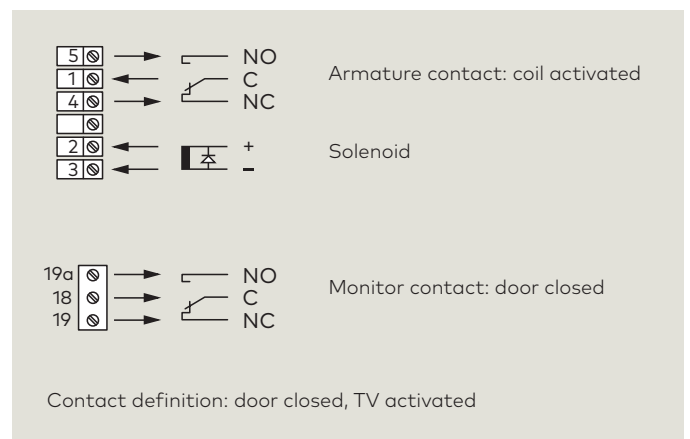 5 NO
1 C Armature contact: coil activated
4 NC
2 + Solenoid
3 -
19a NO
18 C Monitor contact: door closed
19 NC
Contact definition: door closed, TV activated